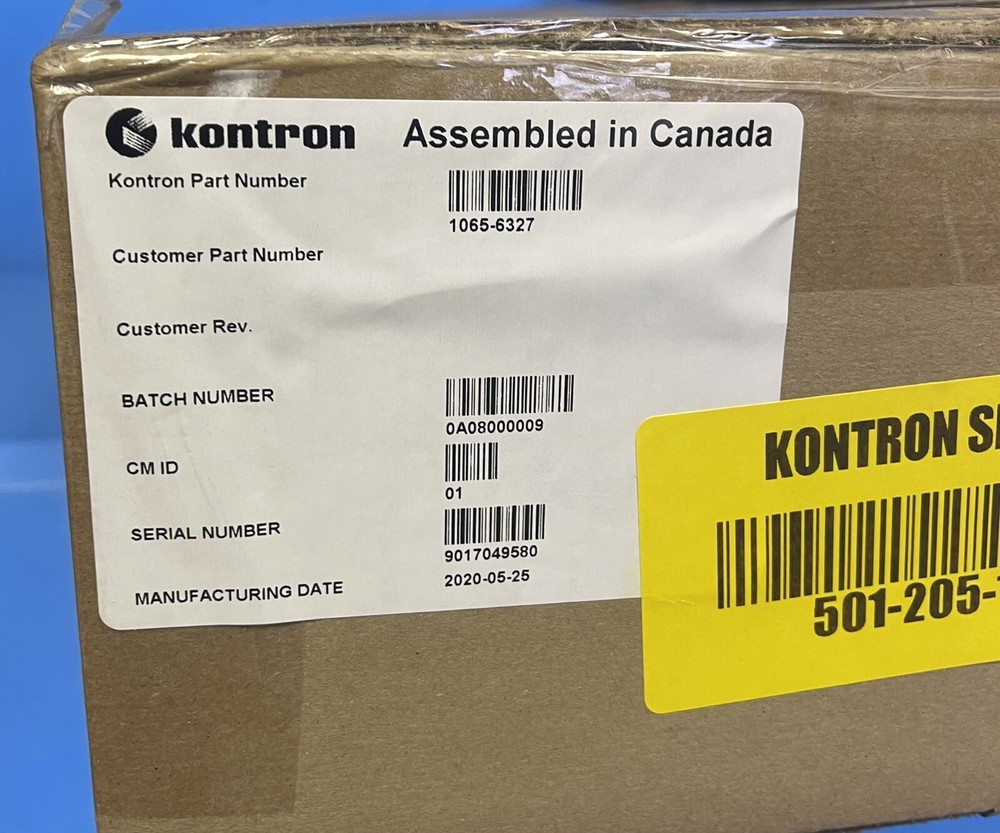 kontron Assembled in Canada
Kontron Part Number
1065-6327
Customer Part Number
Customer Rev.
BATCH NUMBER
0A08000009
CM ID
01
SERIAL NUMBER
9017049580
MANUFACTURING DATE 2020-05-25
KONTRON
501-205-